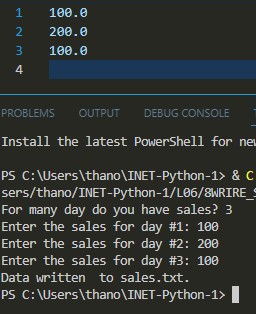 1 100.0
2 200.0
3 100.0
4
PROBLEMS OUTPUT DEBUG CONSOLE
Install the latest PowerShell for new
PS C:\Users\thano\INET-Python-1> & C
sers/thano/INET-Python-1/L06/8WRIRE_S
For many day do you have sales? 3
Enter the sales for day #1: 100
Enter the sales for day #2: 200
Enter the sales for day #3: 100
Data written  to sales.txt.
PS C:\Users\thano\INET-Python-1>